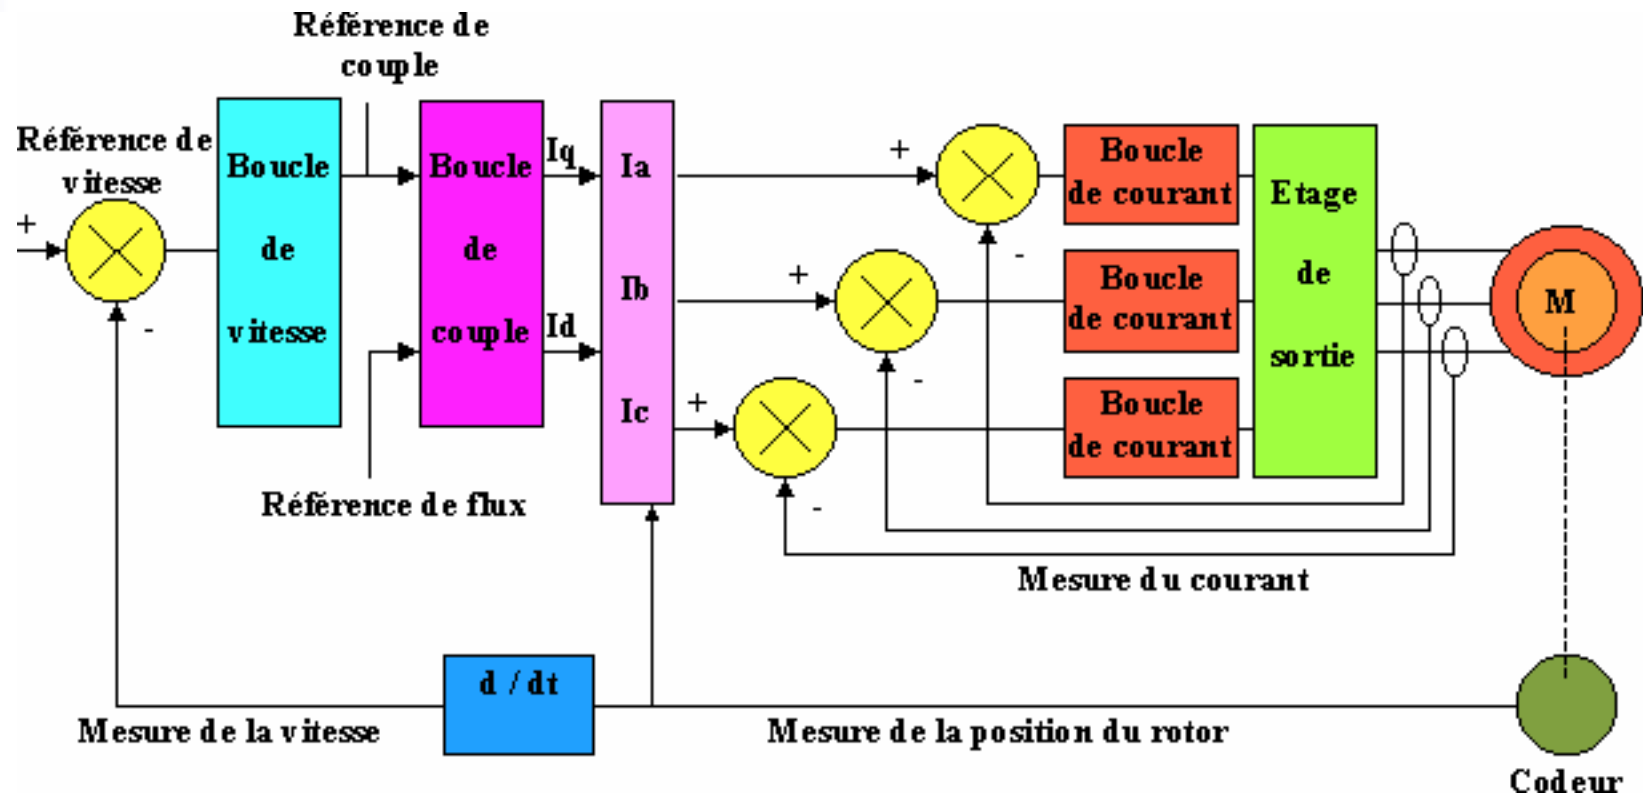 Référence de
couple
Référence de
vitesse
+
-
Boucle
de
vitesse
Boucle
de
couple
Iq
Id
Référence de flux
Ia
Ib
Ic
+
-
+
-
+
-
Boucle
de courant
Boucle
de courant
Boucle
de courant
Etage
de
sortie
M
Mesure du courant
d / dt
Mesure de la vitesse
Mesure de la position du rotor
Codeur